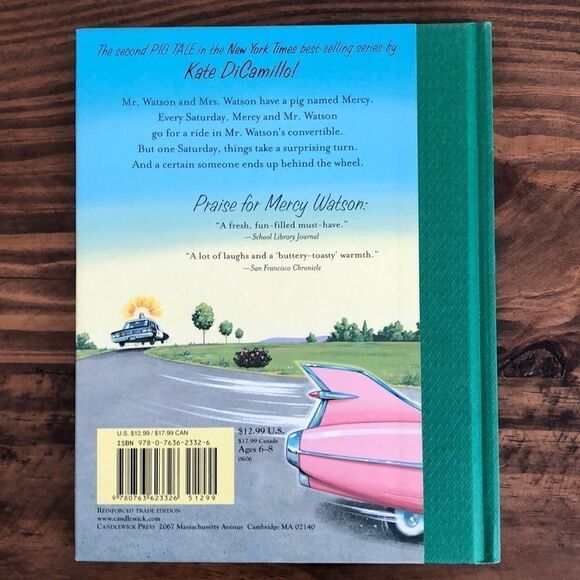 The second PIG TALE in the New York Times best-selling series by
Kate DiCamillo!
Mr. Watson and Mrs. Watson have a pig named Mercy.
Every Saturday, Mercy and Mr. Watson
go for a ride in Mr. Watson's convertible.
But one Saturday, things take a surprising turn.
And a certain someone ends up behind the wheel.
Praise for Mercy Watson:
"A fresh, fun-filled must-have."
—School Library Journal
"A lot of laughs and a 'buttery-toasty' warmth."
—San Francisco Chronicle
U.S. $12.99 / $17.99 CAN
ISBN 978-0-7636-2332-6
9 780763 623326
51299
$12.99 U.S.
$17.99 Canada
Ages 6–8
0606
REINFORCED TRADE EDITION
www.candlewick.com
CANDLEWICK PRESS 2067 Massachusetts Avenue Cambridge MA 02140